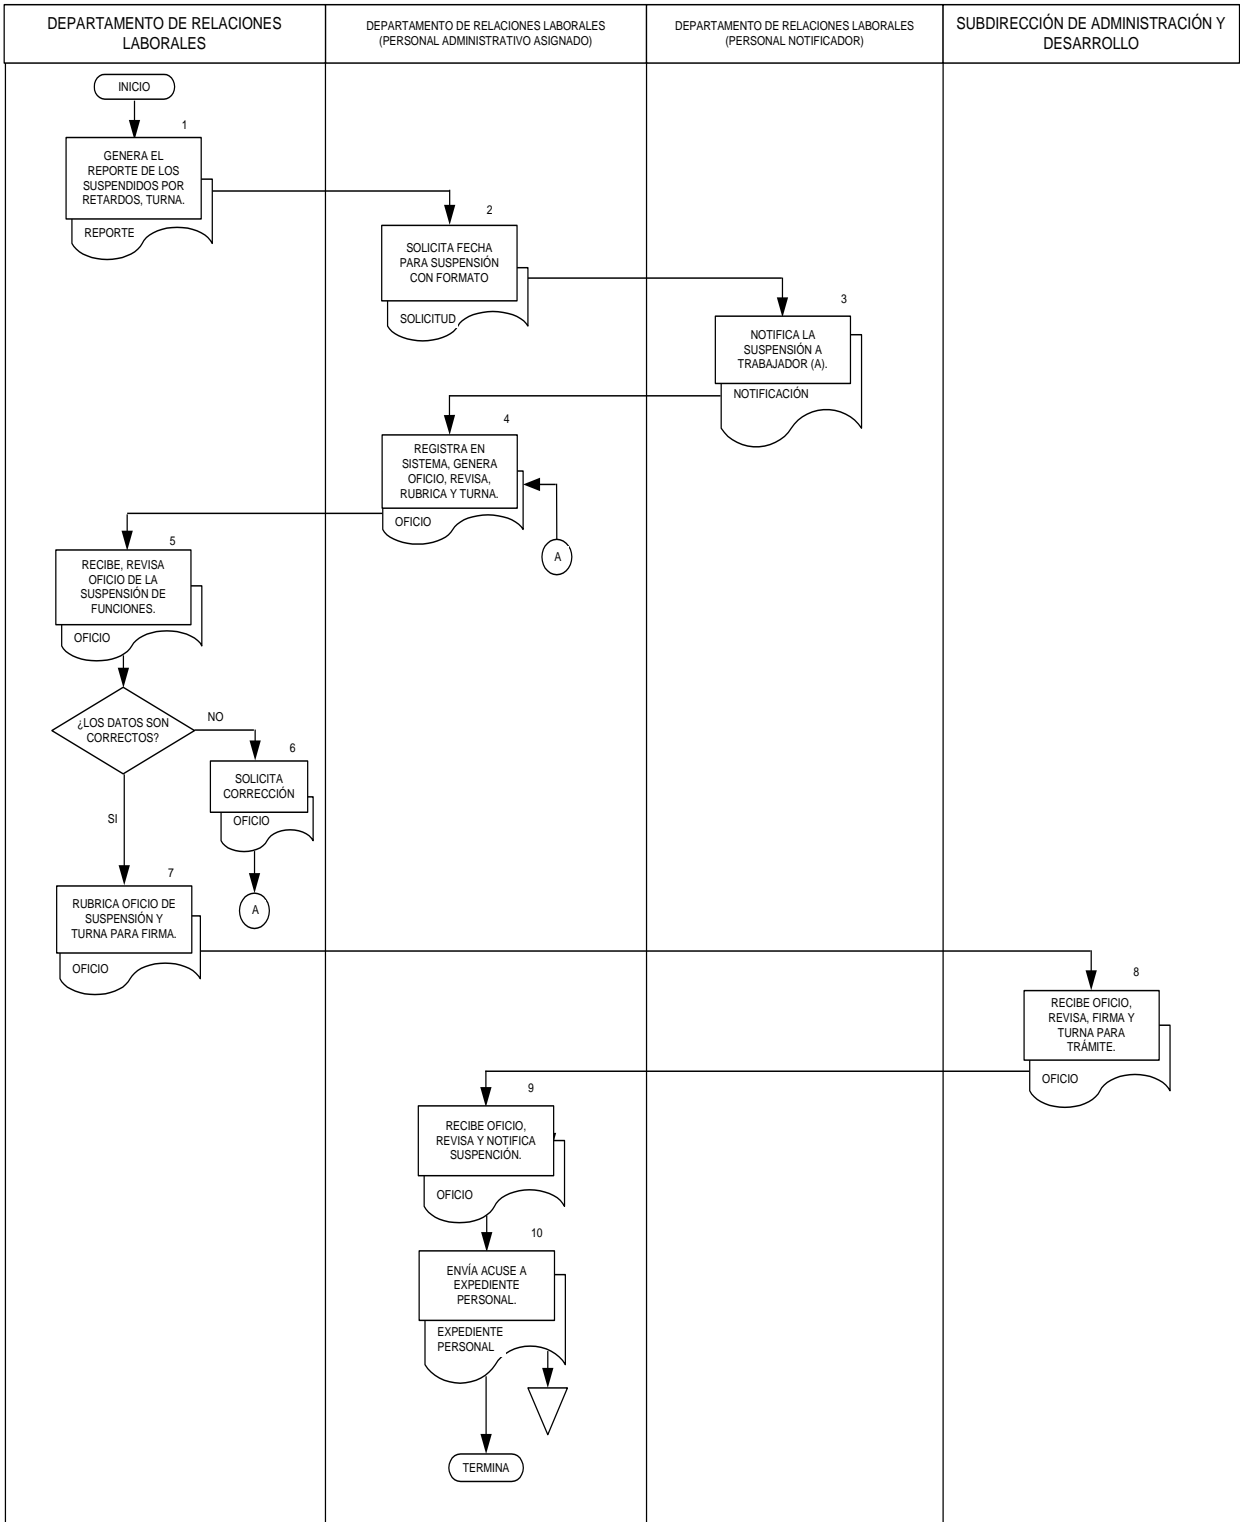 DEPARTAMENTO DE RELACIONES
LABORALES
DEPARTAMENTO DE RELACIONES LABORALES
(PERSONAL ADMINISTRATIVO ASIGNADO)
DEPARTAMENTO DE RELACIONES LABORALES
(PERSONAL NOTIFICADOR)
SUBDIRECCIÓN DE ADMINISTRACIÓN Y
DESARROLLO
INICIO
1
GENERA EL
REPORTE DE LOS
SUSPENDIDOS POR
RETARDOS, TURNA.
REPORTE
2
SOLICITA FECHA
PARA SUSPENSIÓN
CON FORMATO
SOLICITUD
3
NOTIFICA LA
SUSPENSIÓN A
TRABAJADOR (A).
NOTIFICACIÓN
4
REGISTRA EN
SISTEMA, GENERA
OFICIO, REVISA,
RUBRICA Y TURNA.
OFICIO
A
5
RECIBE, REVISA
OFICIO DE LA
SUSPENSIÓN DE
FUNCIONES.
OFICIO
¿LOS DATOS SON
CORRECTOS?
NO
SI
6
SOLICITA
CORRECCIÓN
OFICIO
A
7
RUBRICA OFICIO DE
SUSPENSIÓN Y
TURNA PARA FIRMA.
OFICIO
8
RECIBE OFICIO,
REVISA, FIRMA Y
TURNA PARA
TRÁMITE.
OFICIO
9
RECIBE OFICIO,
REVISA Y NOTIFICA
SUSPENCIÓN.
OFICIO
10
ENVÍA ACUSE A
EXPEDIENTE
PERSONAL.
EXPEDIENTE
PERSONAL
TERMINA